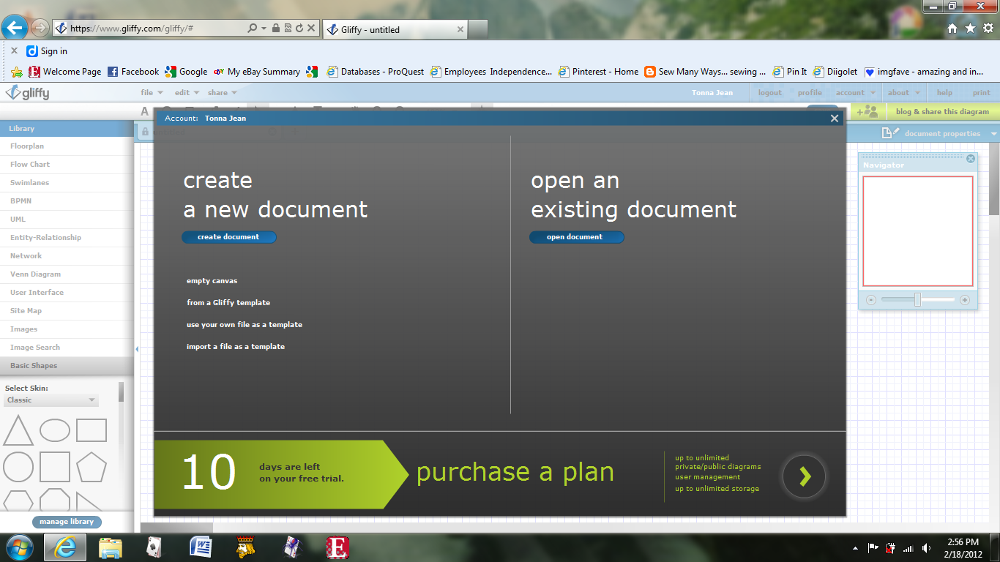 https://www.gliffy.com/gliffy/#
Gliffy - untitled
Sign in
Welcome Page
Facebook
Google
My eBay Summary
Databases - ProQuest
Employees Independence...
Pinterest - Home
Sew Many Ways... sewing ...
Pin It
Diigolet
imgfave - amazing and in...
gliffy
file
edit
share
Tonna Jean
logout
profile
account
about
help
print
blog & share this diagram
Account: Tonna Jean
document properties
Library
Floorplan
Flow Chart
Swimlanes
BPMN
UML
Entity-Relationship
Network
Venn Diagram
User Interface
Site Map
Images
Image Search
Basic Shapes
Select Skin:
Classic
manage library
create
a new document
create document
empty canvas
from a Gliffy template
use your own file as a template
import a file as a template
open an
existing document
open document
Navigator
10
days are left
on your free trial.
purchase a plan
up to unlimited
private/public diagrams
user management
up to unlimited storage
2:56 PM
2/18/2012